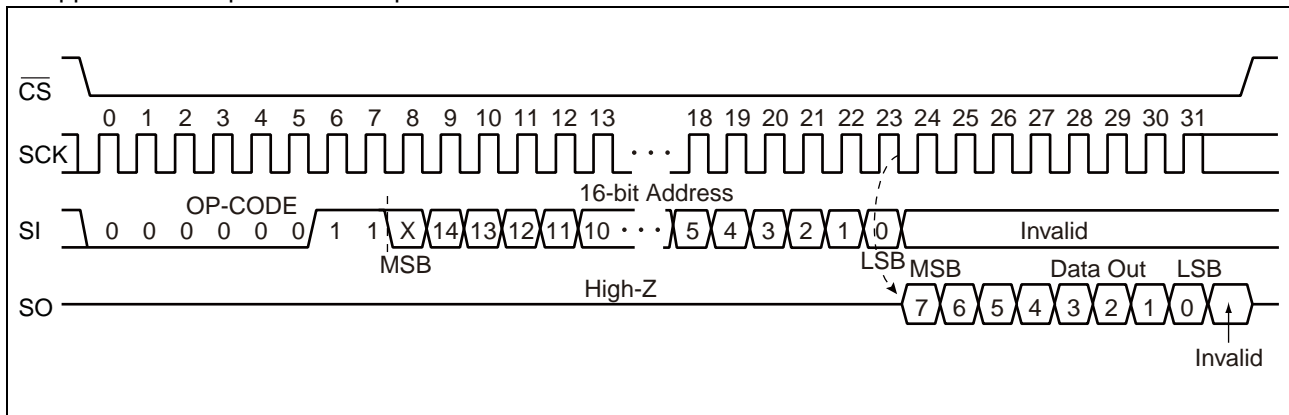 CS
0 1 2 3 4 5 6 7 8 9 10 11 12 13 18 19 20 21 22 23 24 25 26 27 28 29 30 31
SCK
· · ·
16-bit Address
OP-CODE
SI 0 0 0 0 0 0 1 1 X 14 13 12 11 10 · · · 5 4 3 2 1 0 Invalid
MSB LSB MSB Data Out LSB
High-Z
SO 7 6 5 4 3 2 1 0
Invalid